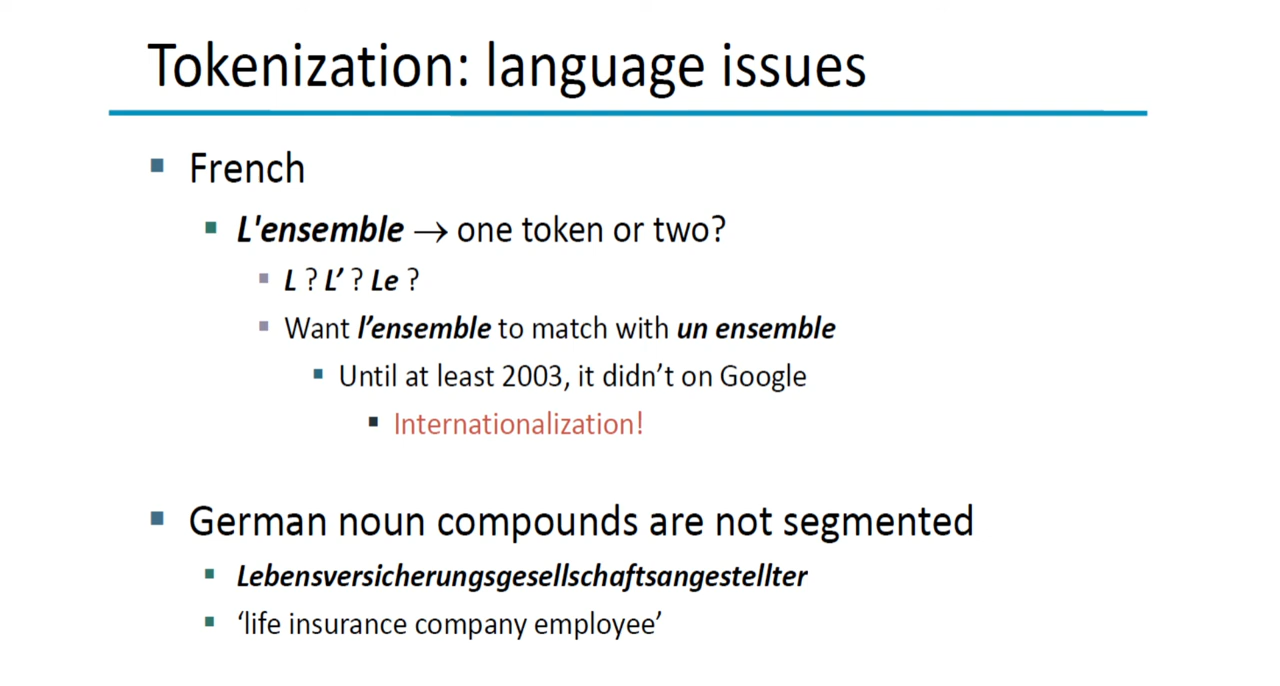 Tokenization: language issues
French
L'ensemble → one token or two?
L ? L’ ? Le ?
Want l’ensemble to match with un ensemble
Until at least 2003, it didn’t on Google
Internationalization!
German noun compounds are not segmented
Lebensversicherungsgesellschaftsangestellter
‘life insurance company employee’